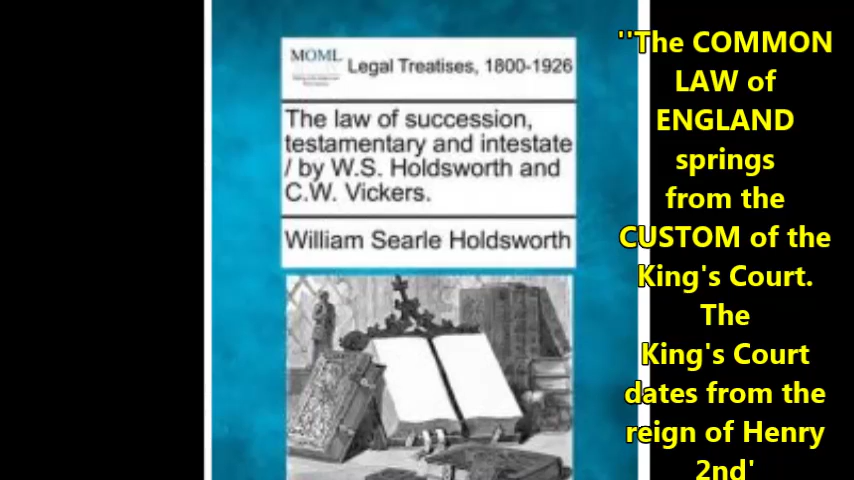 MOML
Legal Treatises, 1800-1926
The law of succession,
testamentary and intestate
/ by W.S. Holdsworth and
C.W. Vickers.
William Searle Holdsworth
''The COMMON
LAW of
ENGLAND
springs
from the
CUSTOM of the
King's Court.
The
King's Court
dates from the
reign of Henry
2nd'